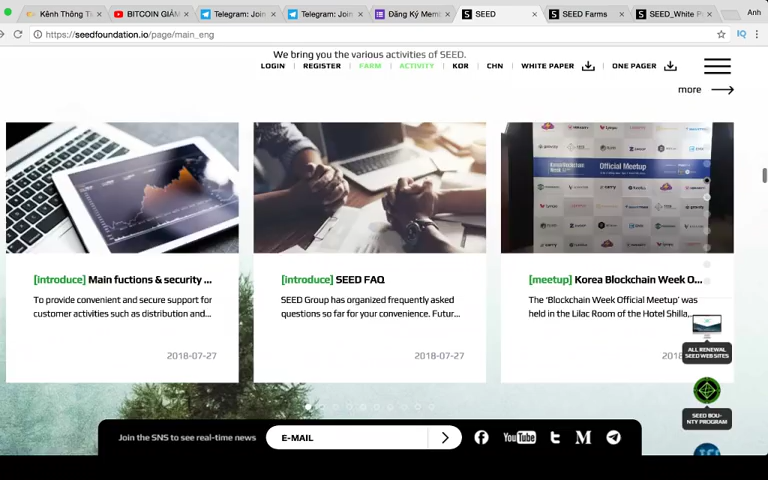 Kênh Thông Ti
BITCOIN GIẢM
Telegram: Join
Telegram: Join
Đăng Ký Mem
SEED
SEED Farms
SEED_White P
Anh
https://seedfoundation.io/page/main_eng
We bring you the various activities of SEED.
LOGIN | REGISTER | FARM | ACTIVITY | KOR | CHN | WHITE PAPER | ONE PAGER
more
Official Meetup
[introduce] Main fuctions & security ...
To provide convenient and secure support for
customer activities such as distribution and...
2018-07-27
[introduce] SEED FAQ
SEED Group has organized frequently asked
questions so far for your convenience. Futur...
2018-07-27
[meetup] Korea Blockchain Week O...
The 'Blockchain Week Official Meetup' was
held in the Lilac Room of the Hotel Shilla,...
2018
ALL RENEWAL
SEED WEB SITES
SEED BOU-
NTY PROGRAM
Join the SNS to see real-time news
E-MAIL
YouTube